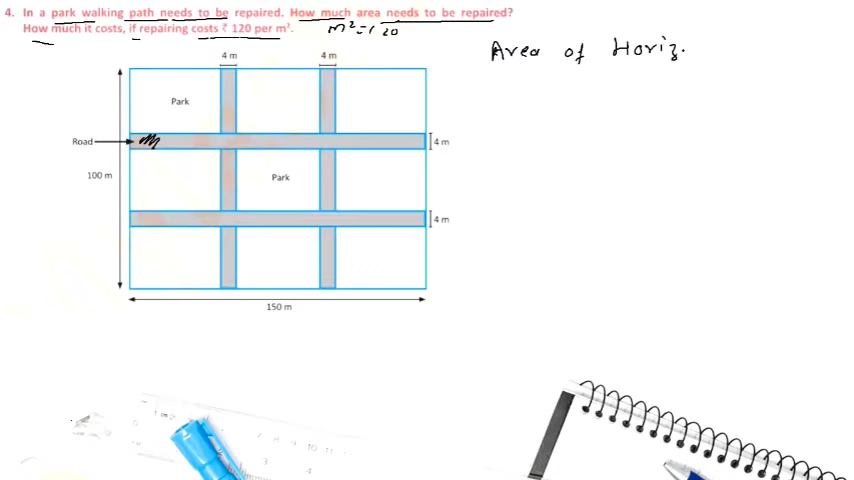 4. In a park walking path needs to be repaired. How much area needs to be repaired?
How much it costs, if repairing costs ₹ 120 per m².
m² = 120
Area of Horiz.
4 m
4 m
Park
Road
4 m
100 m
Park
4 m
150 m